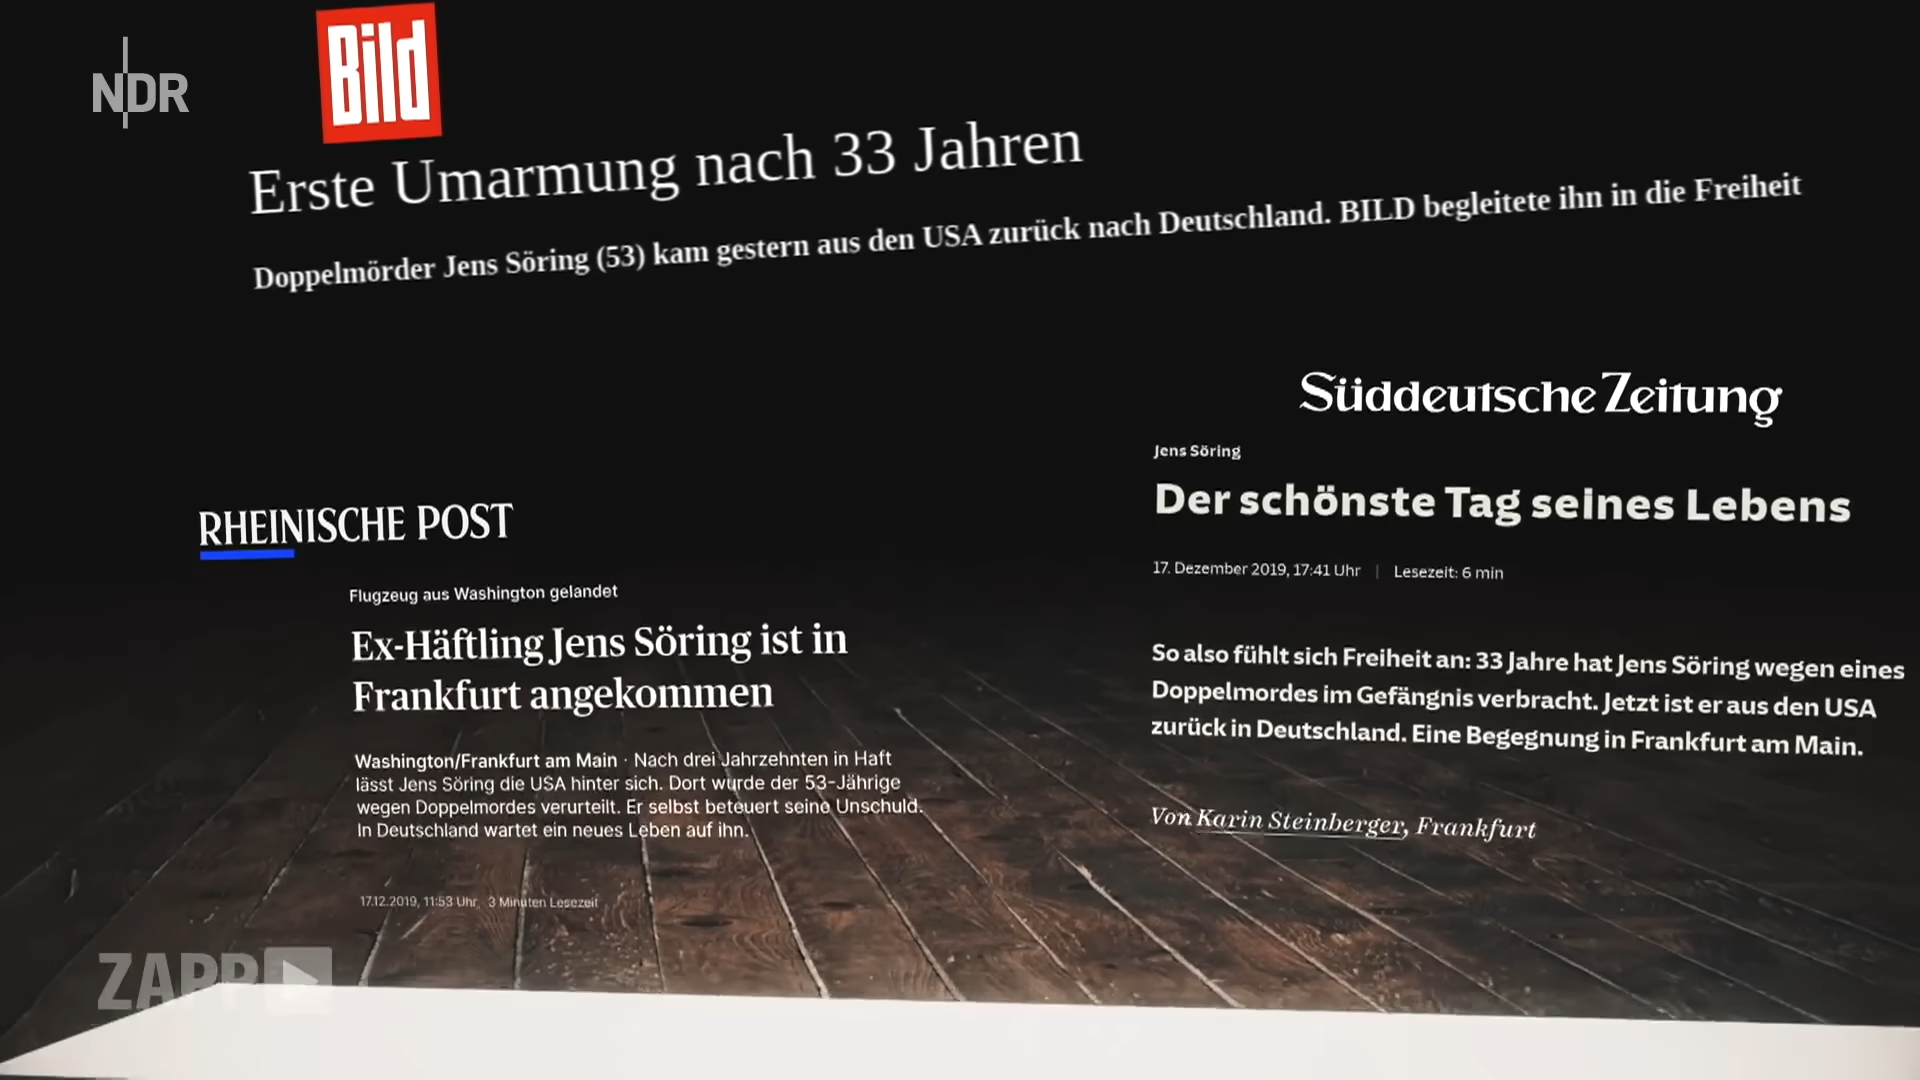 NDR
Bild
Erste Umarmung nach 33 Jahren
Doppelmörder Jens Söring (53) kam gestern aus den USA zurück nach Deutschland. BILD begleitete ihn in die Freiheit
Süddeutsche Zeitung
Jens Söring
Der schönste Tag seines Lebens
17. Dezember 2019, 17:41 Uhr | Lesezeit: 6 min
So also fühlt sich Freiheit an: 33 Jahre hat Jens Söring wegen eines
Doppelmordes im Gefängnis verbracht. Jetzt ist er aus den USA
zurück in Deutschland. Eine Begegnung in Frankfurt am Main.
Von Karin Steinberger, Frankfurt
RHEINISCHE POST
Flugzeug aus Washington gelandet
Ex-Häftling Jens Söring ist in
Frankfurt angekommen
Washington/Frankfurt am Main · Nach drei Jahrzehnten in Haft
lässt Jens Söring die USA hinter sich. Dort wurde der 53-Jährige
wegen Doppelmordes verurteilt. Er selbst beteuert seine Unschuld.
In Deutschland wartet ein neues Leben auf ihn.
17.12.2019, 11:53 Uhr, 3 Minuten Lesezeit
ZAPP